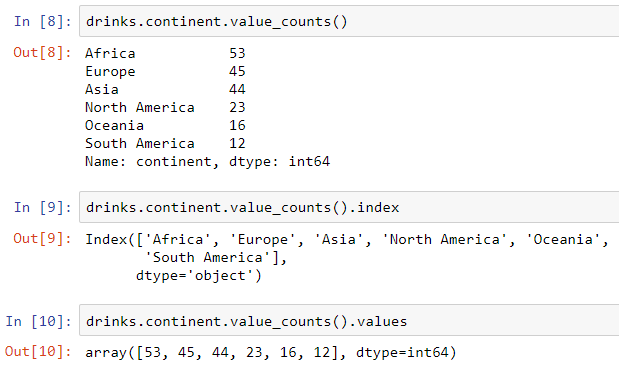 In [8]: drinks.continent.value_counts()
Out[8]: Africa           53
Europe           45
Asia             44
North America    23
Oceania          16
South America    12
Name: continent, dtype: int64
In [9]: drinks.continent.value_counts().index
Out[9]: Index(['Africa', 'Europe', 'Asia', 'North America', 'Oceania',
'South America'],
dtype='object')
In [10]: drinks.continent.value_counts().values
Out[10]: array([53, 45, 44, 23, 16, 12], dtype=int64)